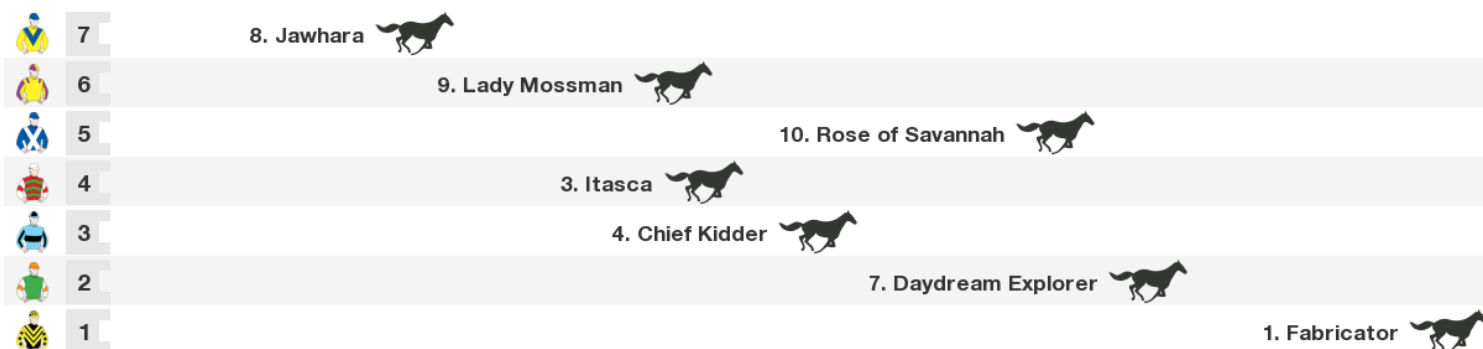 7 8. Jawhara
6 9. Lady Mossman
5 10. Rose of Savannah
4 3. Itasca
3 4. Chief Kidder
2 7. Daydream Explorer
1 1. Fabricator